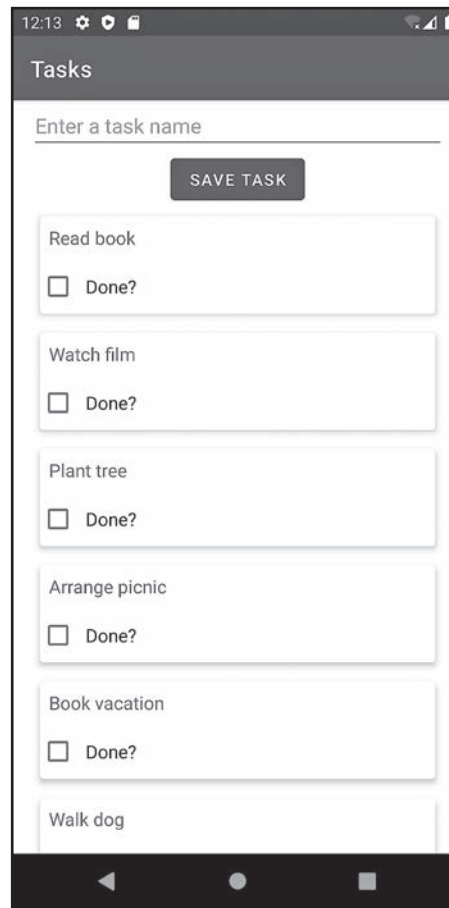 12:13
Tasks
Enter a task name
SAVE TASK
Read book
Done?
Watch film
Done?
Plant tree
Done?
Arrange picnic
Done?
Book vacation
Done?
Walk dog